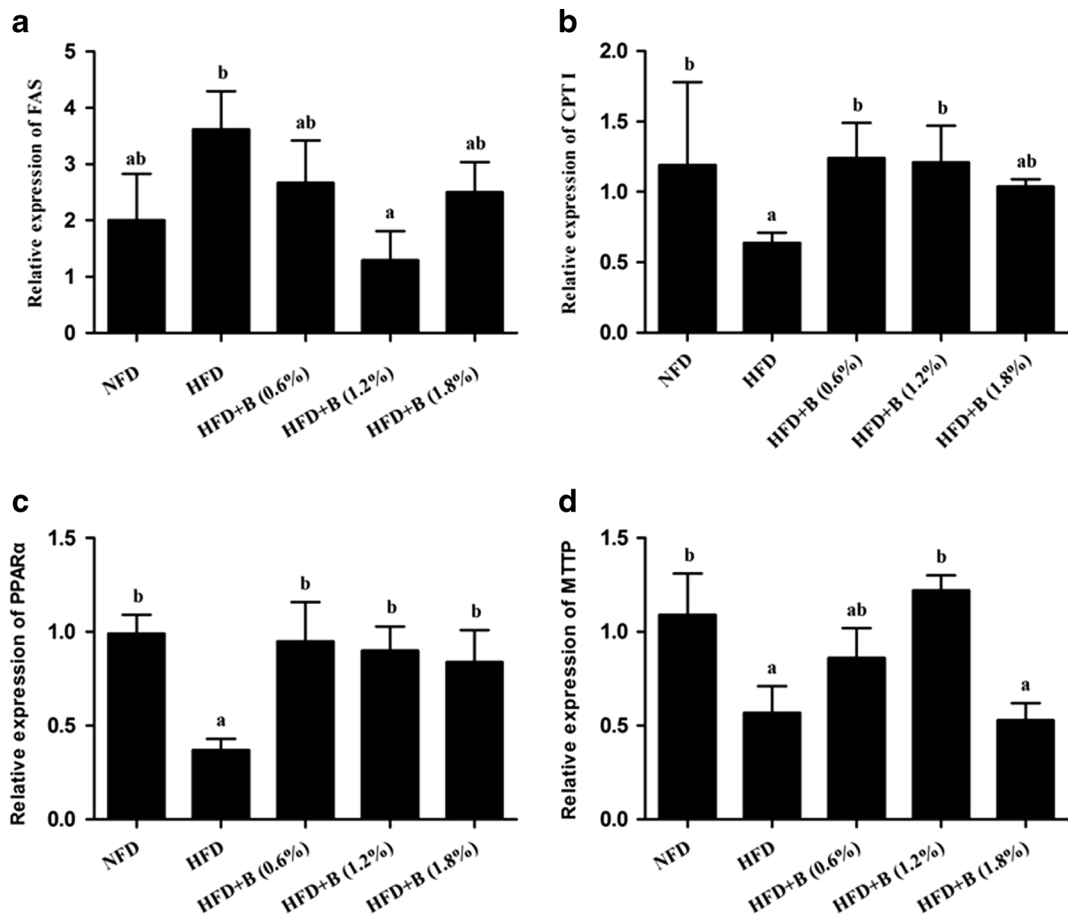 a
Relative expression of FAS
5
4
3
2
1
0
ab
b
ab
a
ab
NFD
HFD
HFD+B (0.6%)
HFD+B (1.2%)
HFD+B (1.8%)
b
Relative expression of CPT I
2.0
1.5
1.0
0.5
0.0
b
a
b
b
ab
NFD
HFD
HFD+B (0.6%)
HFD+B (1.2%)
HFD+B (1.8%)
c
Relative expression of PPARα
1.5
1.0
0.5
0.0
b
a
b
b
b
NFD
HFD
HFD+B (0.6%)
HFD+B (1.2%)
HFD+B (1.8%)
d
Relative expression of MTTP
1.5
1.0
0.5
0.0
b
a
ab
b
a
NFD
HFD
HFD+B (0.6%)
HFD+B (1.2%)
HFD+B (1.8%)